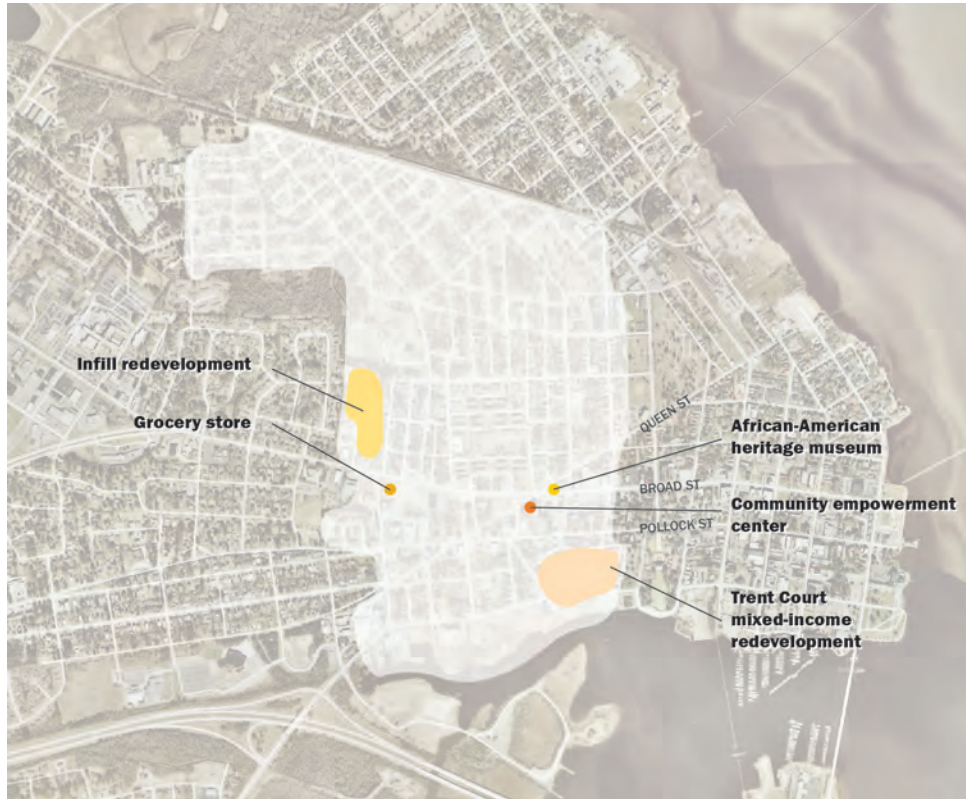 Infill redevelopment
Grocery store
QUEEN ST
African-American
heritage museum
BROAD ST
Community empowerment
center
POLLOCK ST
Trent Court
mixed-income
redevelopment